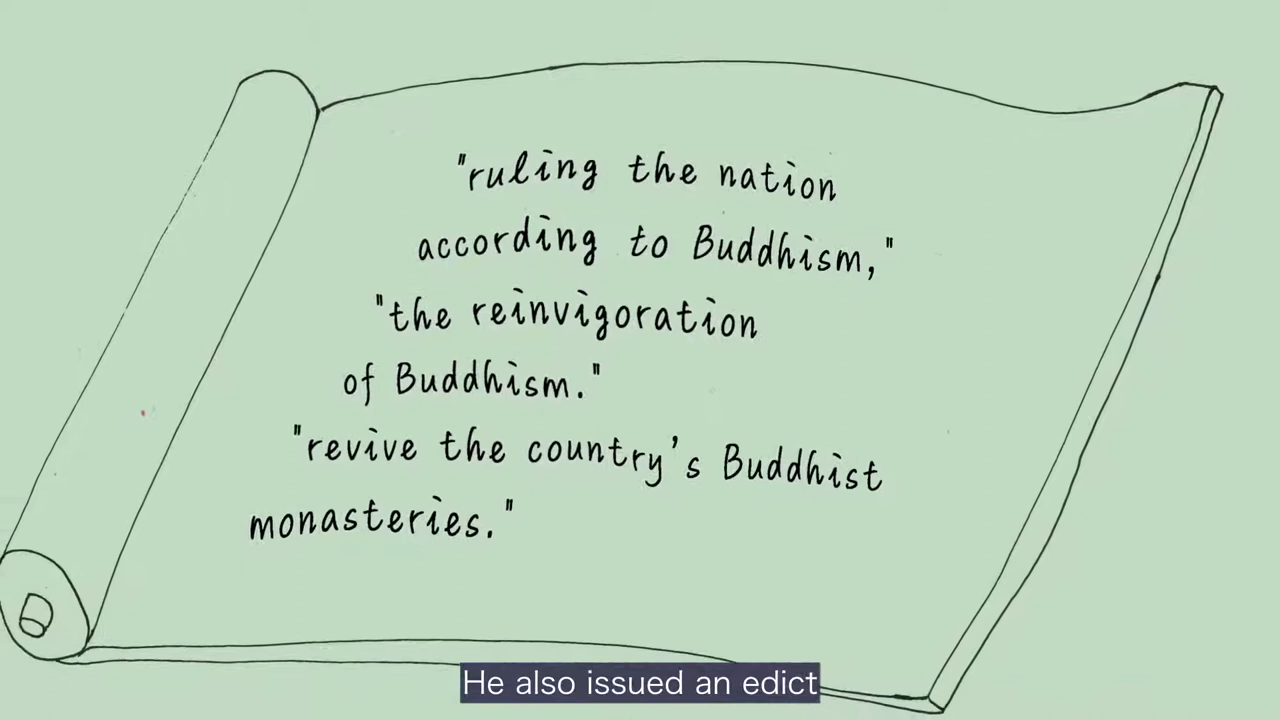 "ruling the nation
according to Buddhism,"
"the reinvigoration
of Buddhism."
"revive the country's Buddhist
monasteries."
He also issued an edict